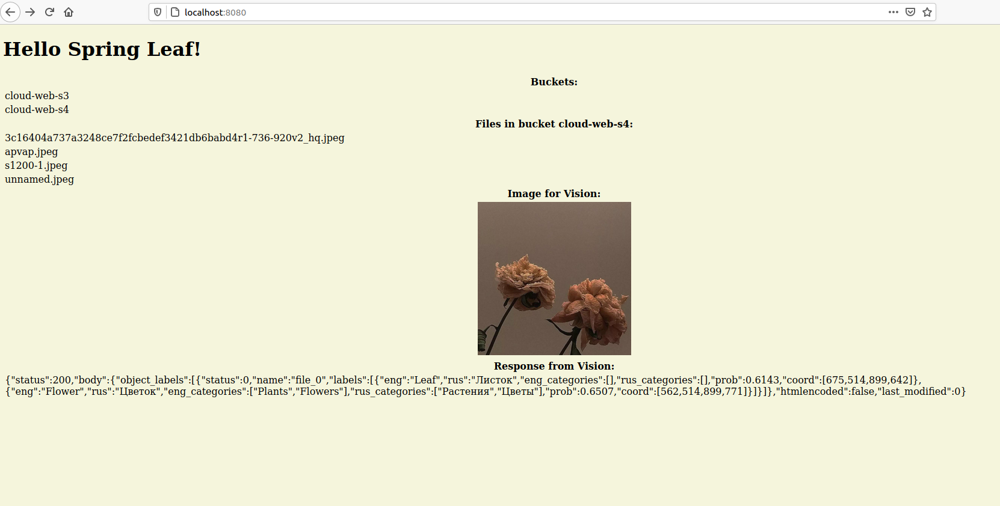 localhost:8080
Hello Spring Leaf!
Buckets:
cloud-web-s3
cloud-web-s4
Files in bucket cloud-web-s4:
3c16404a737a3248ce7f2fcbedef3421db6babd4r1-736-920v2_hq.jpeg
apvap.jpeg
s1200-1.jpeg
unnamed.jpeg
Image for Vision:
Response from Vision:
{"status":200,"body":{"object_labels":[{"status":0,"name":"file_0","labels":[{"eng":"Leaf","rus":"Листок","eng_categories":[],"rus_categories":[],"prob":0.6143,"coord":[675,514,899,642]},
{"eng":"Flower","rus":"Цветок","eng_categories":["Plants","Flowers"],"rus_categories":["Растения","Цветы"],"prob":0.6507,"coord":[562,514,899,771]}]}]},"htmlencoded":false,"last_modified":0}